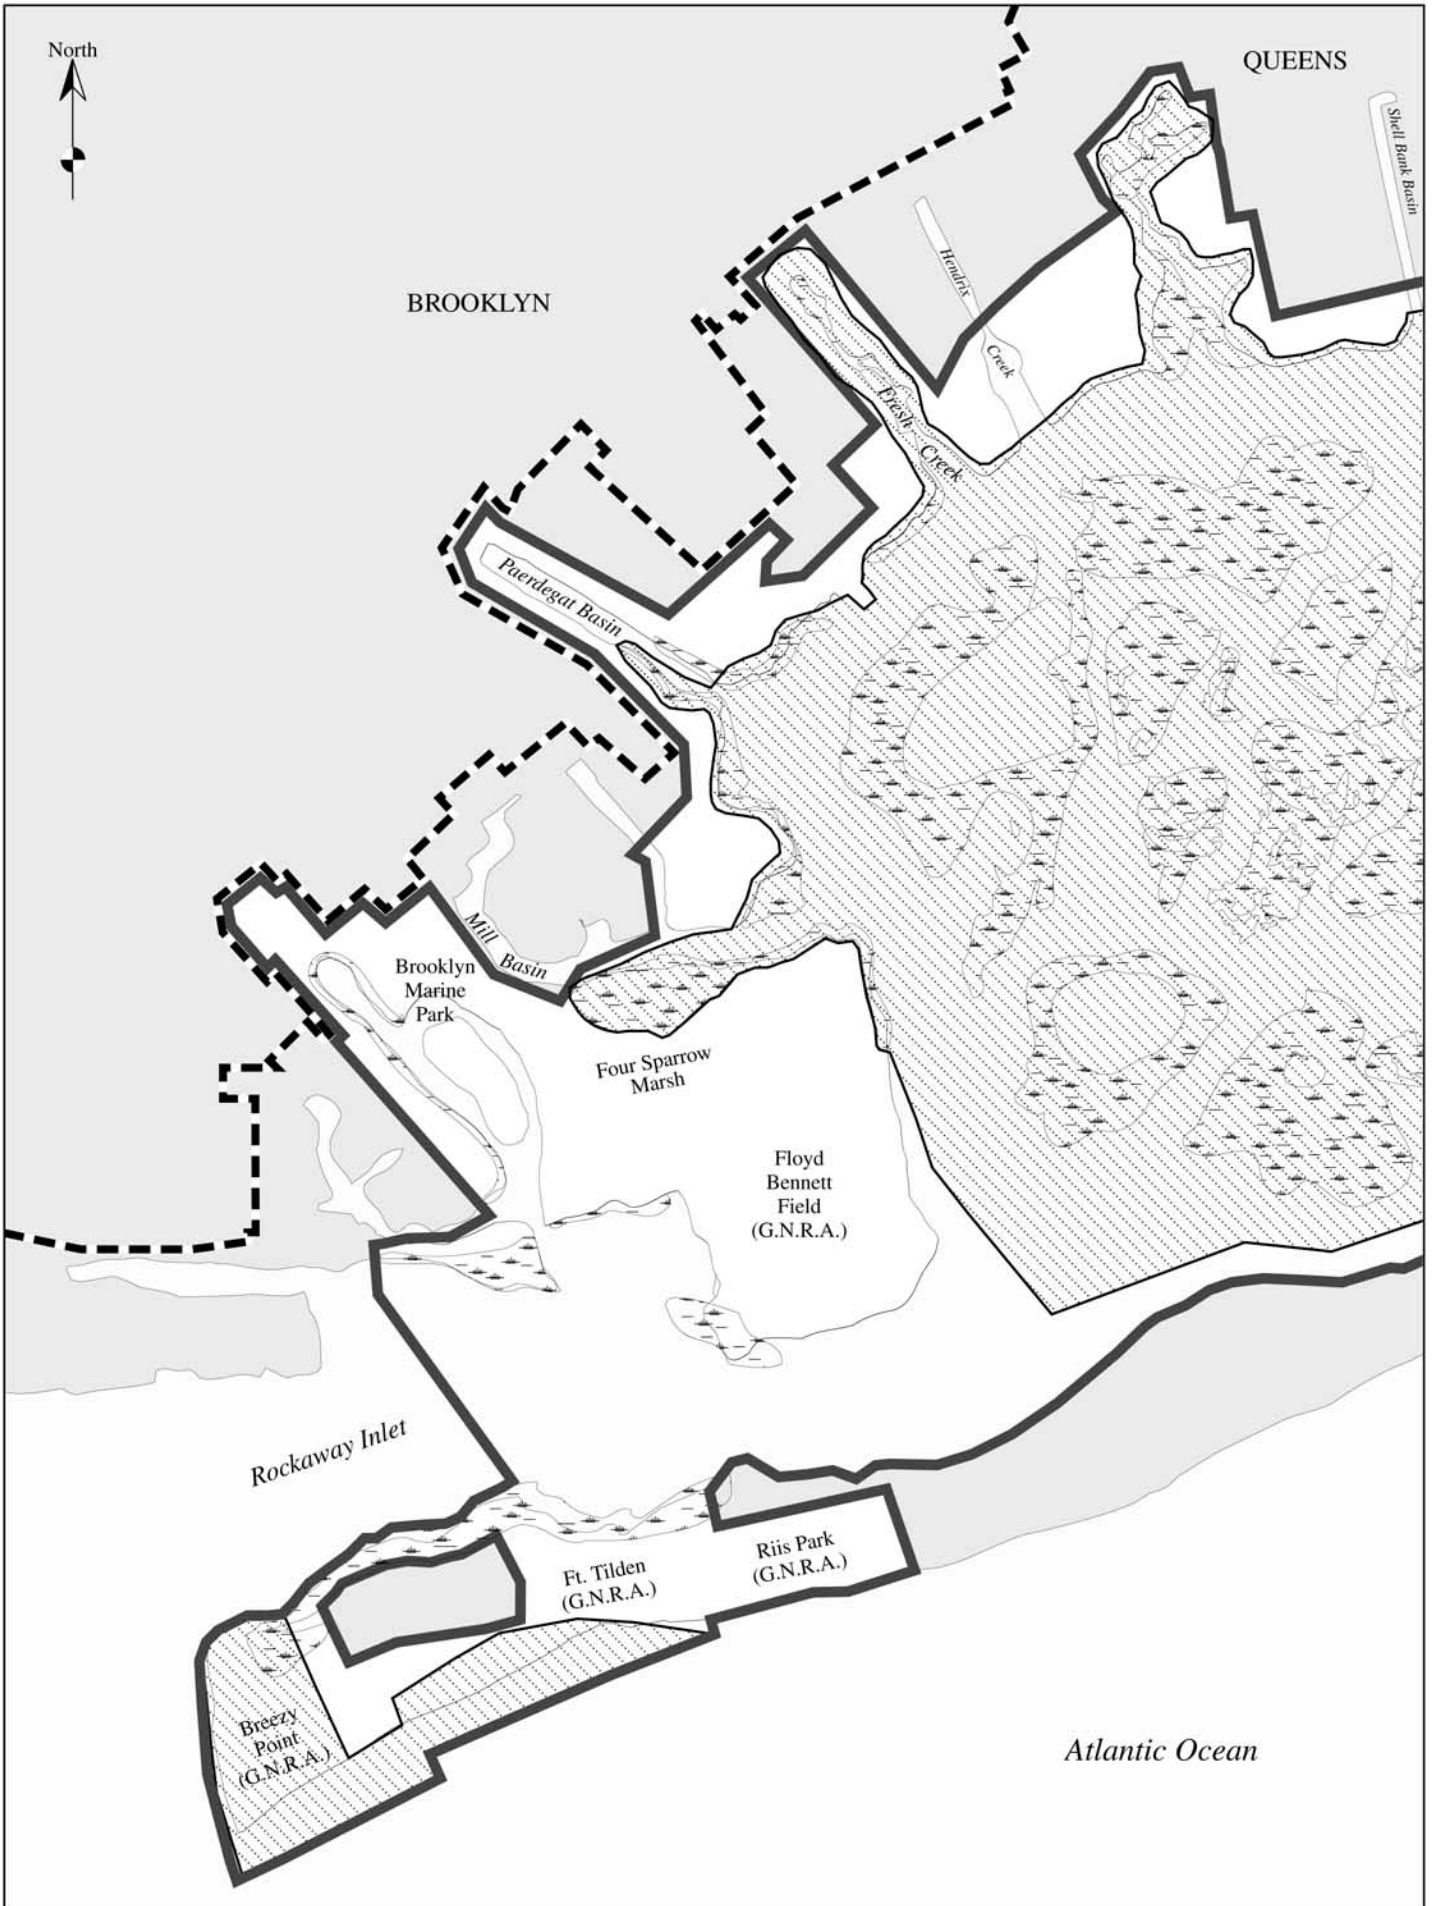 North
QUEENS
Shell Bank Basin
BROOKLYN
Hendrix
Creek
Fresh
Creek
Paerdegat Basin
Mill
Basin
Brooklyn
Marine
Park
Four Sparrow
Marsh
Floyd
Bennett
Field
(G.N.R.A.)
Rockaway Inlet
Riis Park
(G.N.R.A.)
Ft. Tilden
(G.N.R.A.)
Breezy
Point
(G.N.R.A.)
Atlantic Ocean